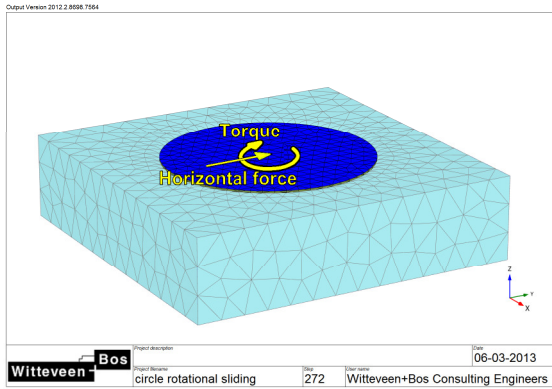 Output Version 2012.2.8698.7564
Torque
Horizontal force
Z
Y
X
Project description
Date
06-03-2013
Witteveen Bos
Project filename
circle rotational sliding
Step
272
User name
Witteveen+Bos Consulting Engineers